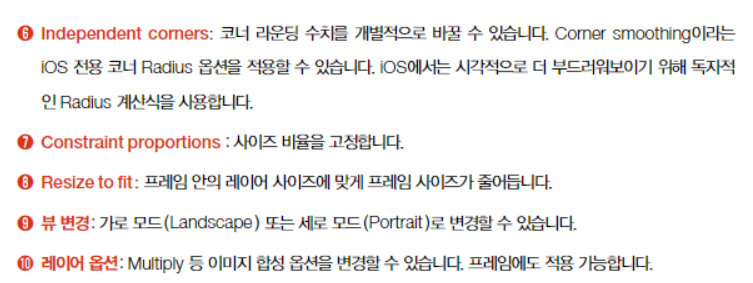 ❻ Independent corners: 코너 라운딩 수치를 개별적으로 바꿀 수 있습니다. Corner smoothing이라는
iOS 전용 코너 Radius 옵션을 적용할 수 있습니다. iOS에서는 시각적으로 더 부드러워보이기 위해 독자적
인 Radius 계산식을 사용합니다.
❼ Constraint proportions : 사이즈 비율을 고정합니다.
❽ Resize to fit: 프레임 안의 레이어 사이즈에 맞게 프레임 사이즈가 줄어듭니다.
❾ 뷰 변경: 가로 모드(Landscape) 또는 세로 모드(Portrait)로 변경할 수 있습니다.
❿ 레이어 옵션: Multiply 등 이미지 합성 옵션을 변경할 수 있습니다. 프레임에도 적용 가능합니다.